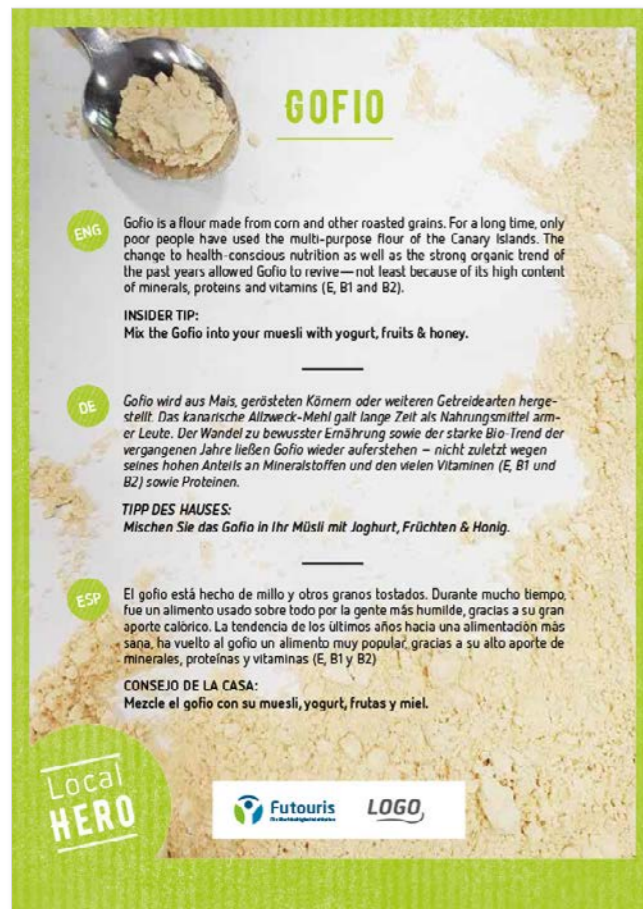 GOFIO
ENG
Gofio is a flour made from corn and other roasted grains. For a long time, only
poor people have used the multi-purpose flour of the Canary Islands. The
change to health-conscious nutrition as well as the strong organic trend of
the past years allowed Gofio to revive—not least because of its high content
of minerals, proteins and vitamins (E, B1 and B2).
INSIDER TIP:
Mix the Gofio into your muesli with yogurt, fruits & honey.
DE
Gofio wird aus Mais, gerösteten Körnern oder weiteren Getreidearten herge-
stellt. Das kanarische Allzweck-Mehl galt lange Zeit als Nahrungsmittel arm-
er Leute. Der Wandel zu bewusster Ernährung sowie der starke Bio-Trend der
vergangenen Jahre ließen Gofio wieder auferstehen – nicht zuletzt wegen
seines hohen Anteils an Mineralstoffen und den vielen Vitaminen (E, B1 und
B2) sowie Proteinen.
TIPP DES HAUSES:
Mischen Sie das Gofio in Ihr Müsli mit Joghurt, Früchten & Honig.
ESP
El gofio está hecho de millo y otros granos tostados. Durante mucho tiempo,
fue un alimento usado sobre todo por la gente más humilde, gracias a su gran
aporte calórico. La tendencia de los últimos años hacia una alimentación más
sana, ha vuelto al gofio un alimento muy popular, gracias a su alto aporte de
minerales, proteínas y vitaminas (E, B1 y B2)
CONSEJO DE LA CASA:
Mezcle el gofio con su muesli, yogurt, frutas y miel.
Local
HERO
Futouris
LOGO